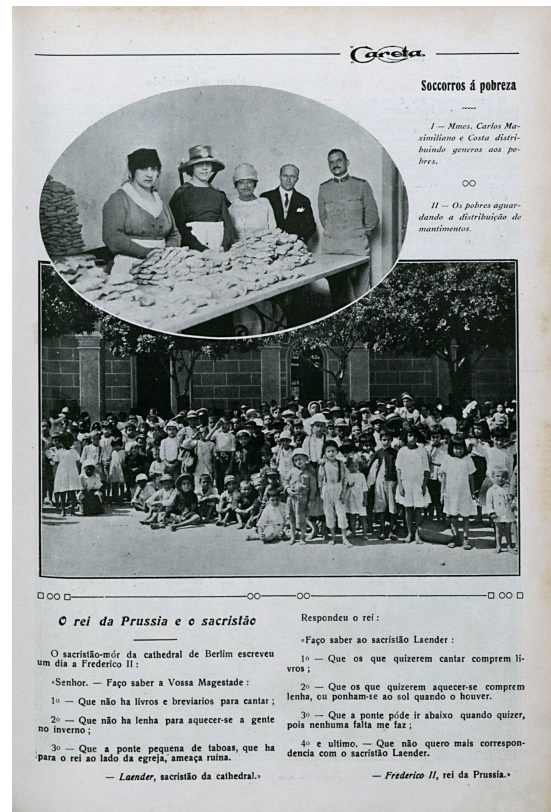 Careta
Soccorros á pobreza
I — Mmes. Carlos Ma-
ximiliano e Costa distri-
buindo generos aos po-
bres.
II — Os pobres aguar-
dando a distribuição de
mantimentos.
O rei da Prussia e o sacristão
O sacristão-mór da cathedral de Berlim escreveu
um dia a Frederico II :
«Senhor. — Faço saber a Vossa Magestade :
1º — Que não ha livros e breviarios para cantar ;
2º — Que não ha lenha para aquecer-se a gente
no inverno ;
3º — Que a ponte pequena de taboas, que ha
para o rei ao lado da egreja, ameaça ruina.
— Laender, sacristão da cathedral.»
Respondeu o rei :
«Faço saber ao sacristão Laender :
1º — Que os que quizerem cantar comprem li-
vros ;
2º — Que os que quizerem aquecer-se comprem
lenha, ou ponham-se ao sol quando o houver.
3º — Que a ponte póde ir abaixo quando quizer,
pois nenhuma falta me faz ;
4º e ultimo. — Que não quero mais correspon-
dencia com o sacristão Laender.
— Frederico II, rei da Prussia.»